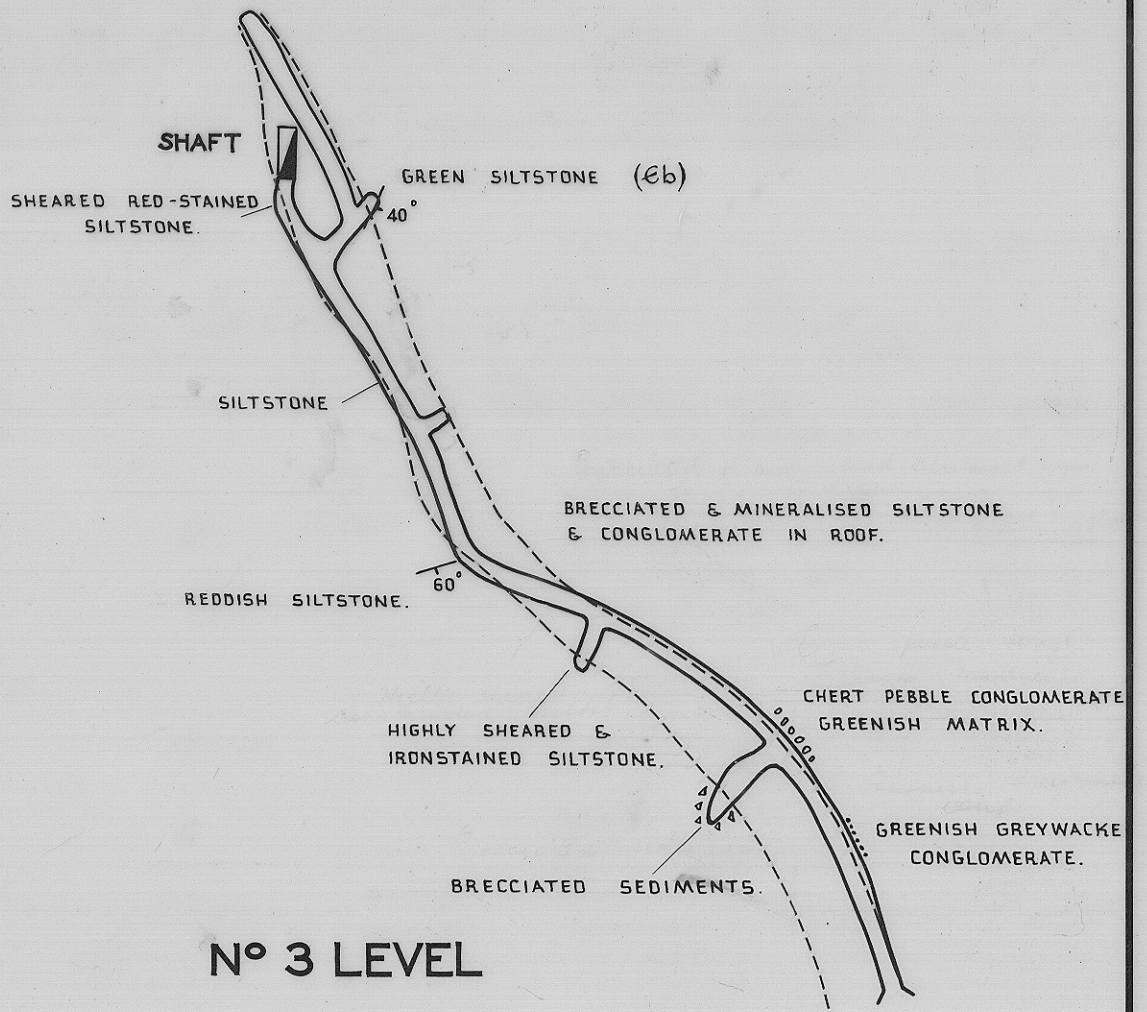 SHAFT
GREEN SILTSTONE (Єb)
SHEARED RED-STAINED
SILTSTONE.
40°
SILTSTONE
BRECCIATED & MINERALISED SILTSTONE
& CONGLOMERATE IN ROOF.
60°
REDDISH SILTSTONE.
CHERT PEBBLE CONGLOMERATE
GREENISH MATRIX.
HIGHLY SHEARED &
IRONSTAINED SILTSTONE.
GREENISH GREYWACKE
CONGLOMERATE.
BRECCIATED SEDIMENTS.
Nº 3 LEVEL